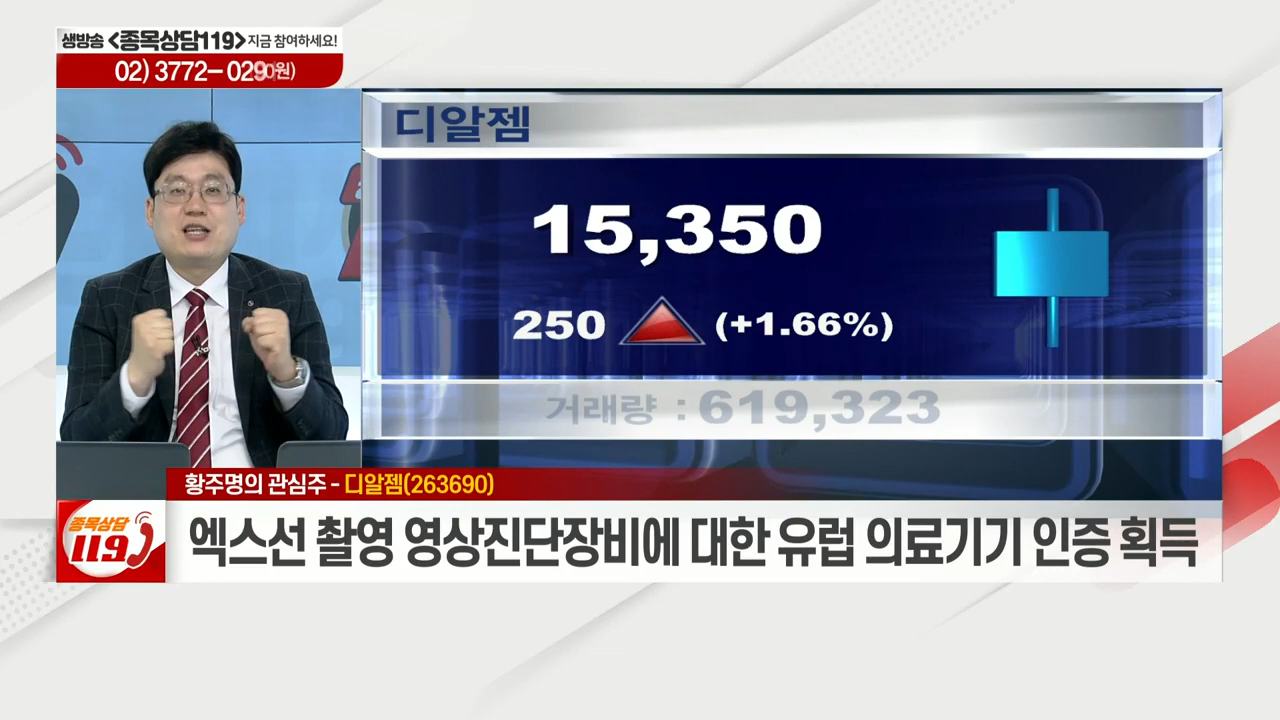 생방송 <종목상담119> 지금 참여하세요!
02) 3772-029
원)
디알젬
15,350
250 (+1.66%)
거래량 : 619,323
황주명의 관심주 - 디알젬(263690)
종목상담
119
엑스선 촬영 영상진단장비에 대한 유럽 의료기기 인증 획득